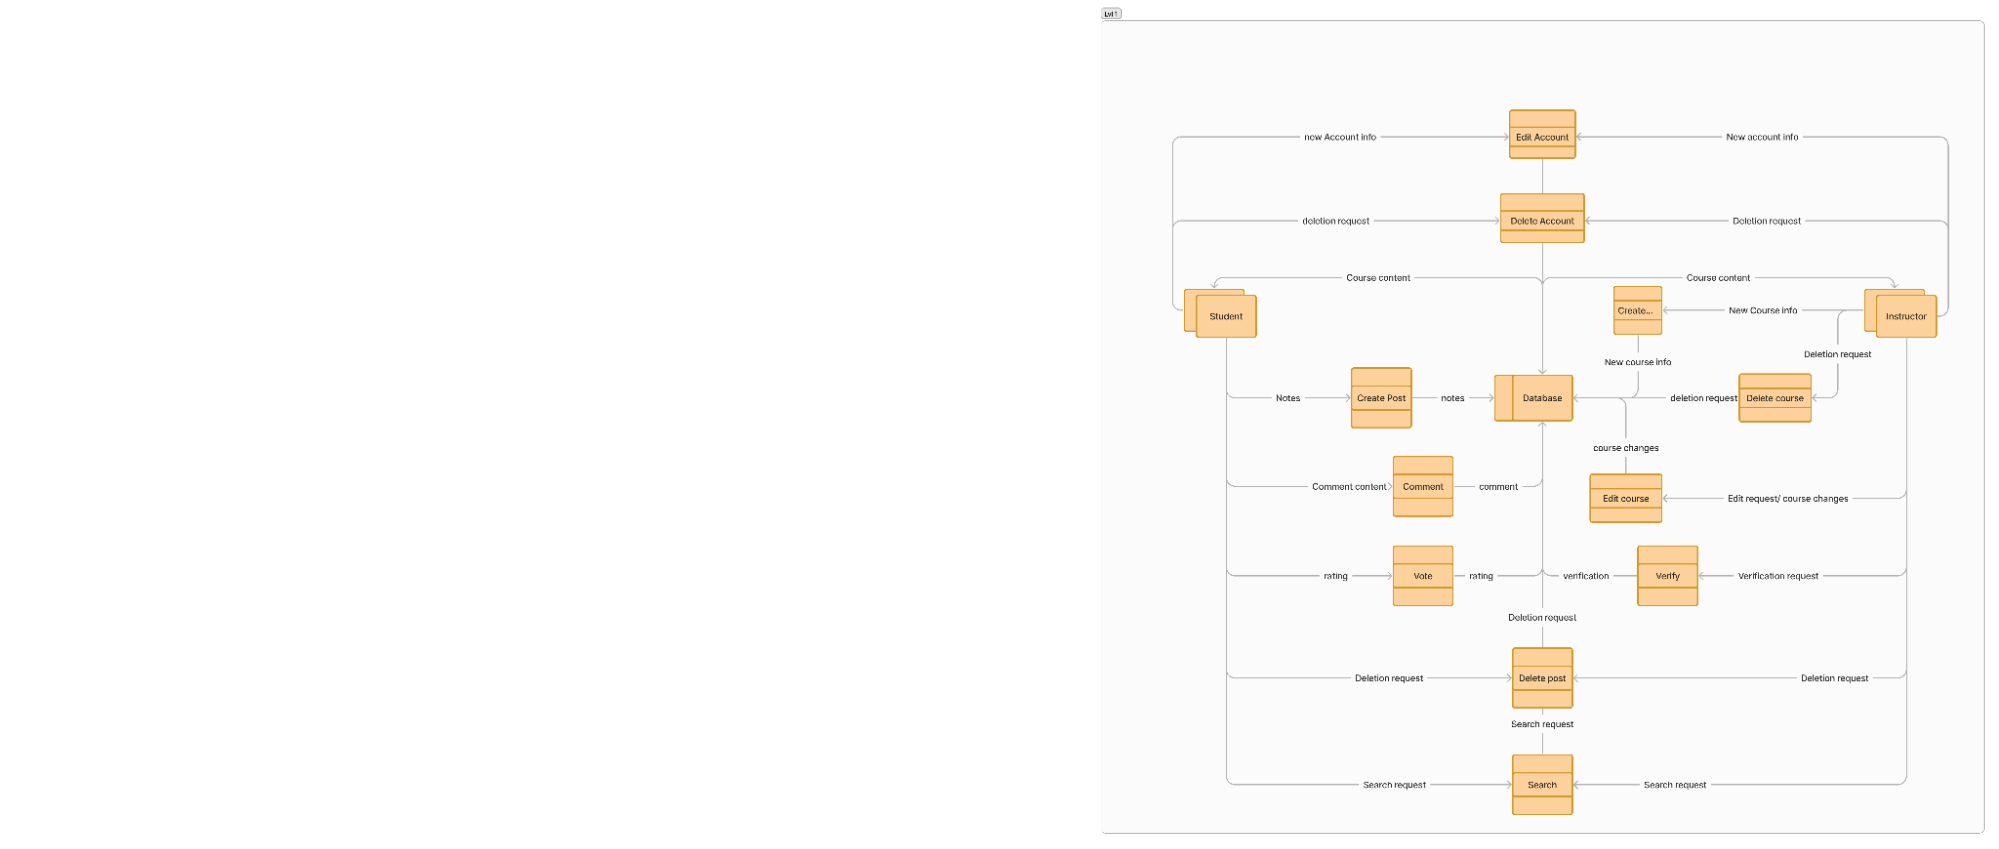 Lvl 1
Edit Account
new Account info
New account info
Delete Account
deletion request
Deletion request
Course content
Course content
Student
Create...
New Course info
Instructor
New course info
Deletion request
Notes
Create Post
notes
Database
deletion request
Delete course
course changes
Comment content
Comment
comment
Edit course
Edit request/ course changes
rating
Vote
rating
verification
Verify
Verification request
Deletion request
Deletion request
Delete post
Deletion request
Search request
Search request
Search
Search request